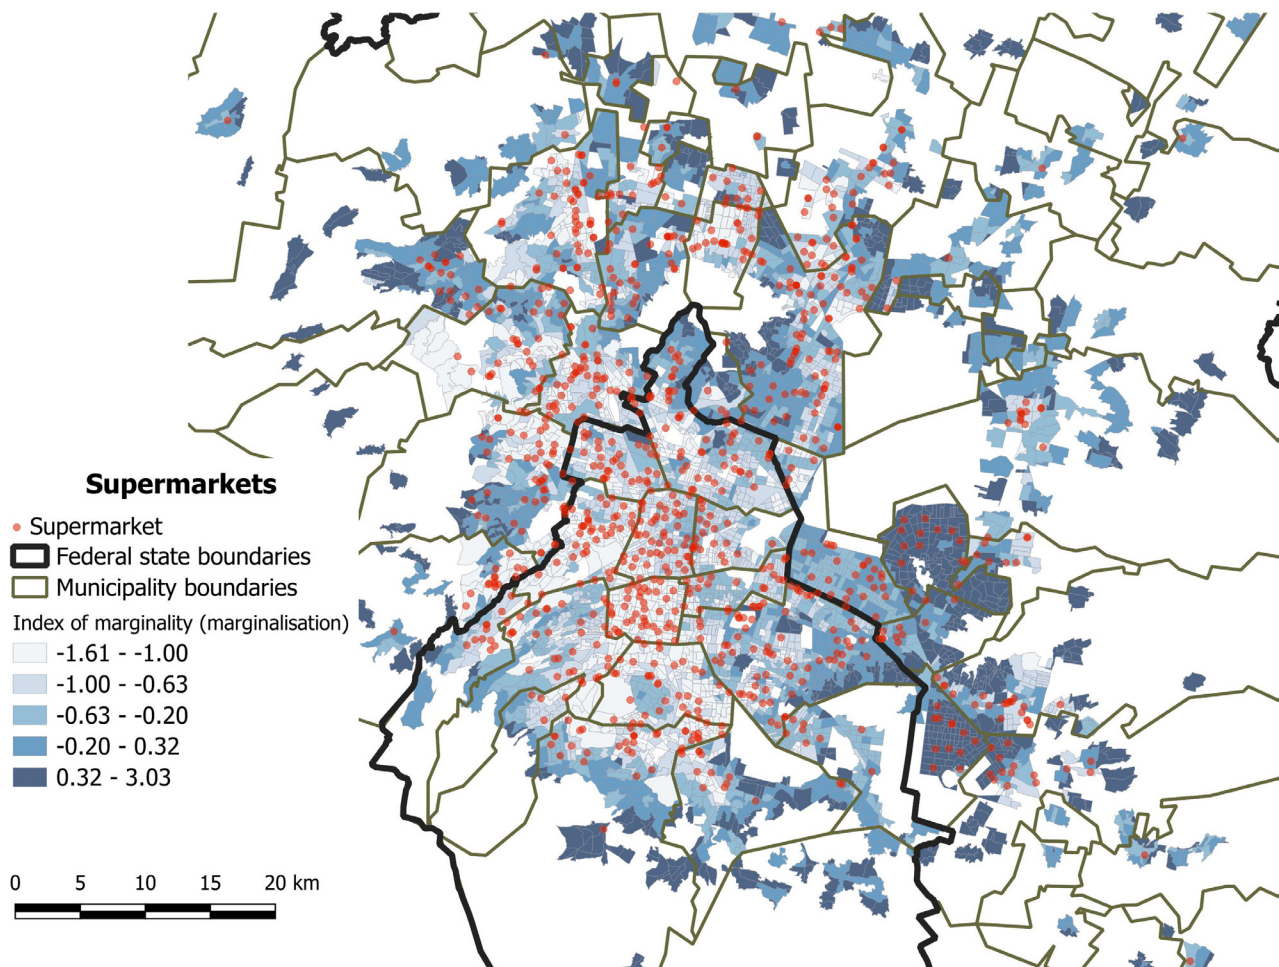 Supermarkets
Supermarket
Federal state boundaries
Municipality boundaries
Index of marginality (marginalisation)
-1.61 - -1.00
-1.00 - -0.63
-0.63 - -0.20
-0.20 - 0.32
0.32 - 3.03
0 5 10 15 20 km